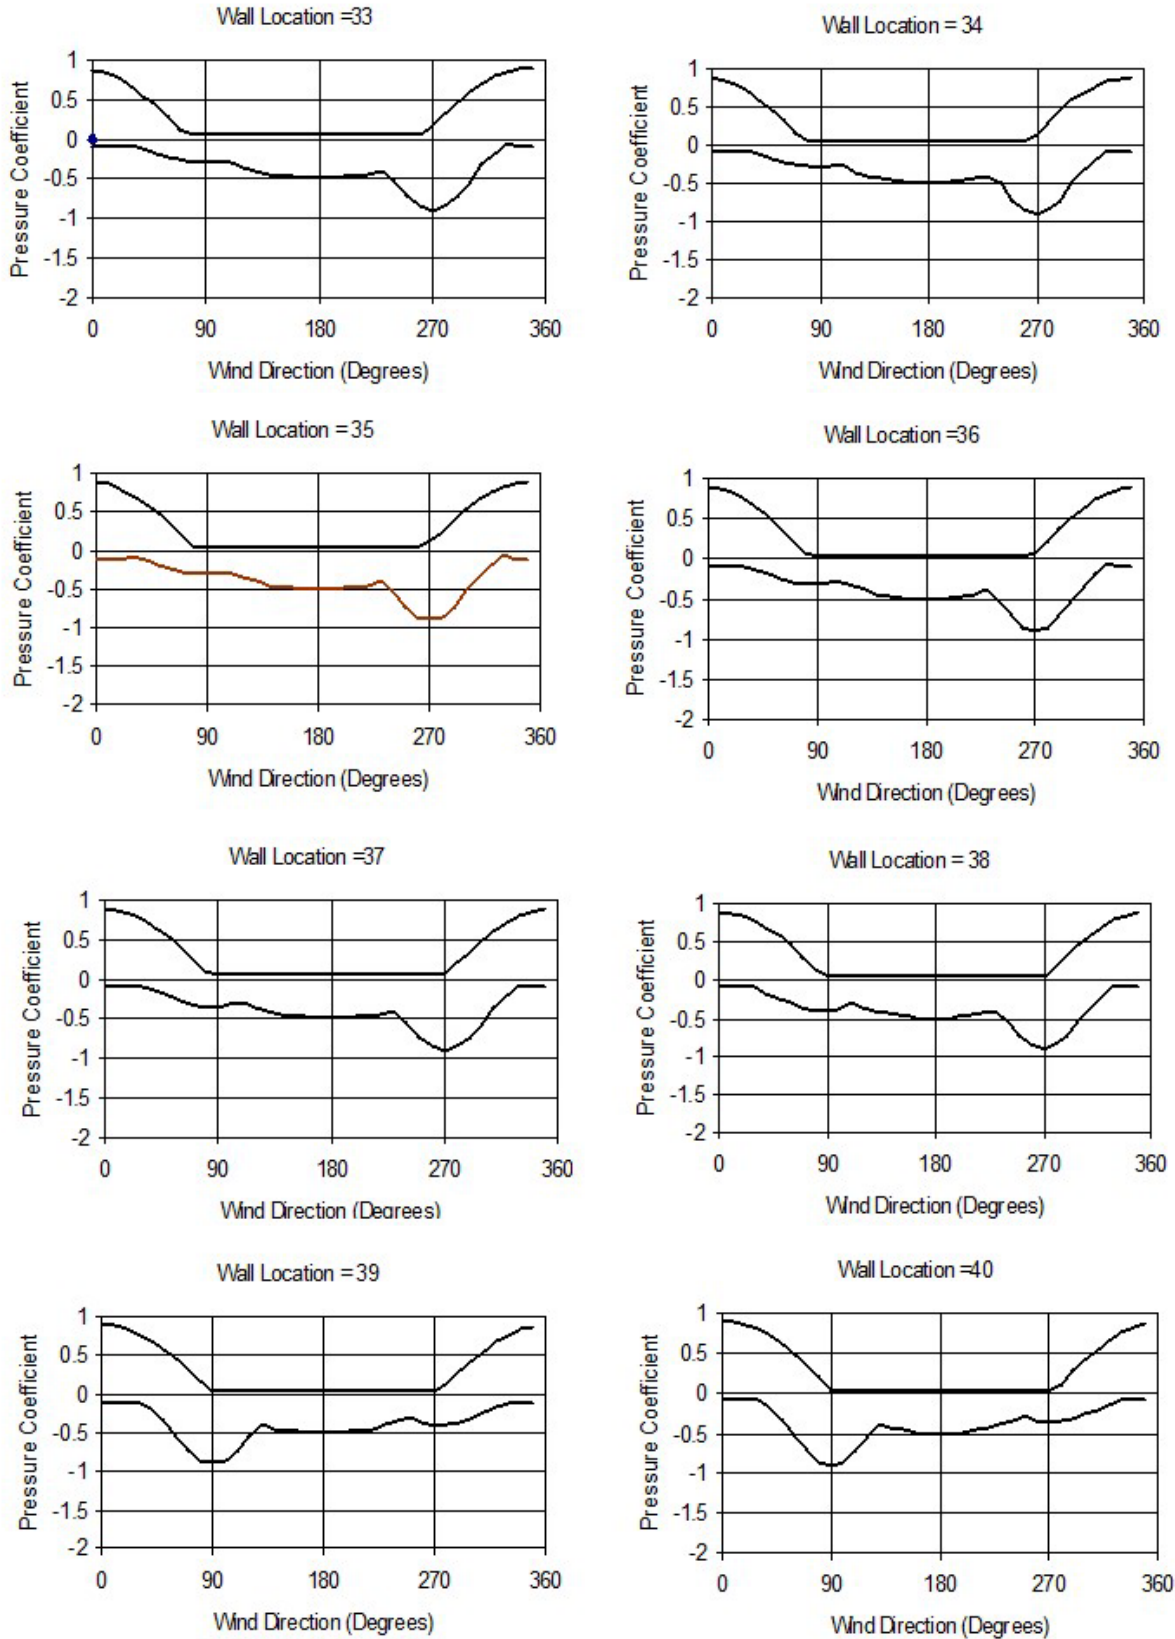 Wall Location =33
1
0.5
0
-0.5
-1
-1.5
-2
Pressure Coefficient
0 90 180 270 360
Wind Direction (Degrees)
Wall Location = 34
1
0.5
0
-0.5
-1
-1.5
-2
Pressure Coefficient
0 90 180 270 360
Wind Direction (Degrees)
Wall Location = 35
1
0.5
0
-0.5
-1
-1.5
-2
Pressure Coefficient
0 90 180 270 360
Wind Direction (Degrees)
Wall Location =36
1
0.5
0
-0.5
-1
-1.5
-2
Pressure Coefficient
0 90 180 270 360
Wind Direction (Degrees)
Wall Location =37
1
0.5
0
-0.5
-1
-1.5
-2
Pressure Coefficient
0 90 180 270 360
Wind Direction (Degrees)
Wall Location = 38
1
0.5
0
-0.5
-1
-1.5
-2
Pressure Coefficient
0 90 180 270 360
Wind Direction (Degrees)
Wall Location = 39
1
0.5
0
-0.5
-1
-1.5
-2
Pressure Coefficient
0 90 180 270 360
Wind Direction (Degrees)
Wall Location =40
1
0.5
0
-0.5
-1
-1.5
-2
Pressure Coefficient
0 90 180 270 360
Wind Direction (Degrees)